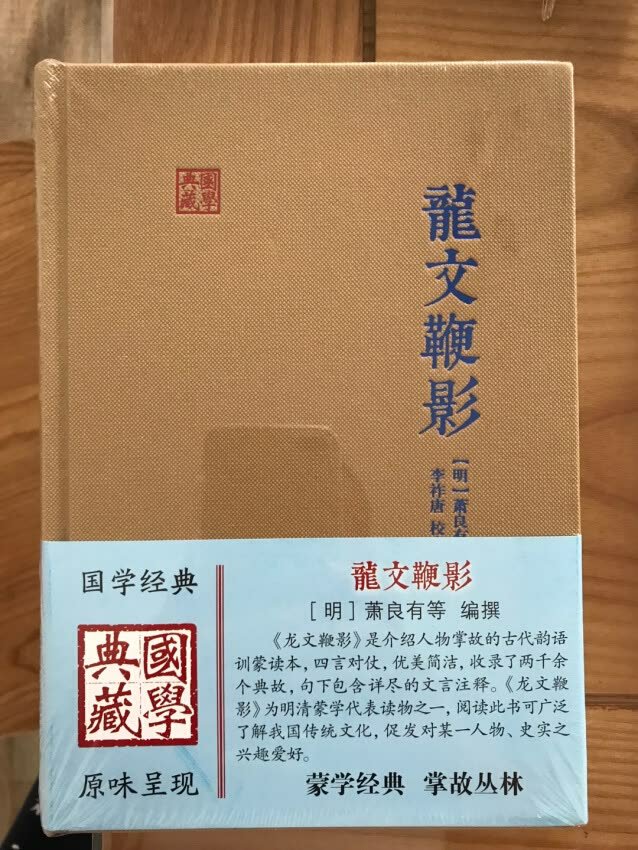 國學
典藏
龍文鞭影
[明]萧良有
李祚唐 校
国学经典
國學
典藏
原味呈现
龍文鞭影
[明]萧良有等 编撰
《龙文鞭影》是介绍人物掌故的古代韵语
训蒙读本，四言对仗，优美简洁，收录了两千余
个典故，句下包含详尽的文言注释。《龙文鞭
影》为明清蒙学代表读物之一，阅读此书可广泛
了解我国传统文化，促发对某一人物、史实之
兴趣爱好。
蒙学经典 掌故丛林